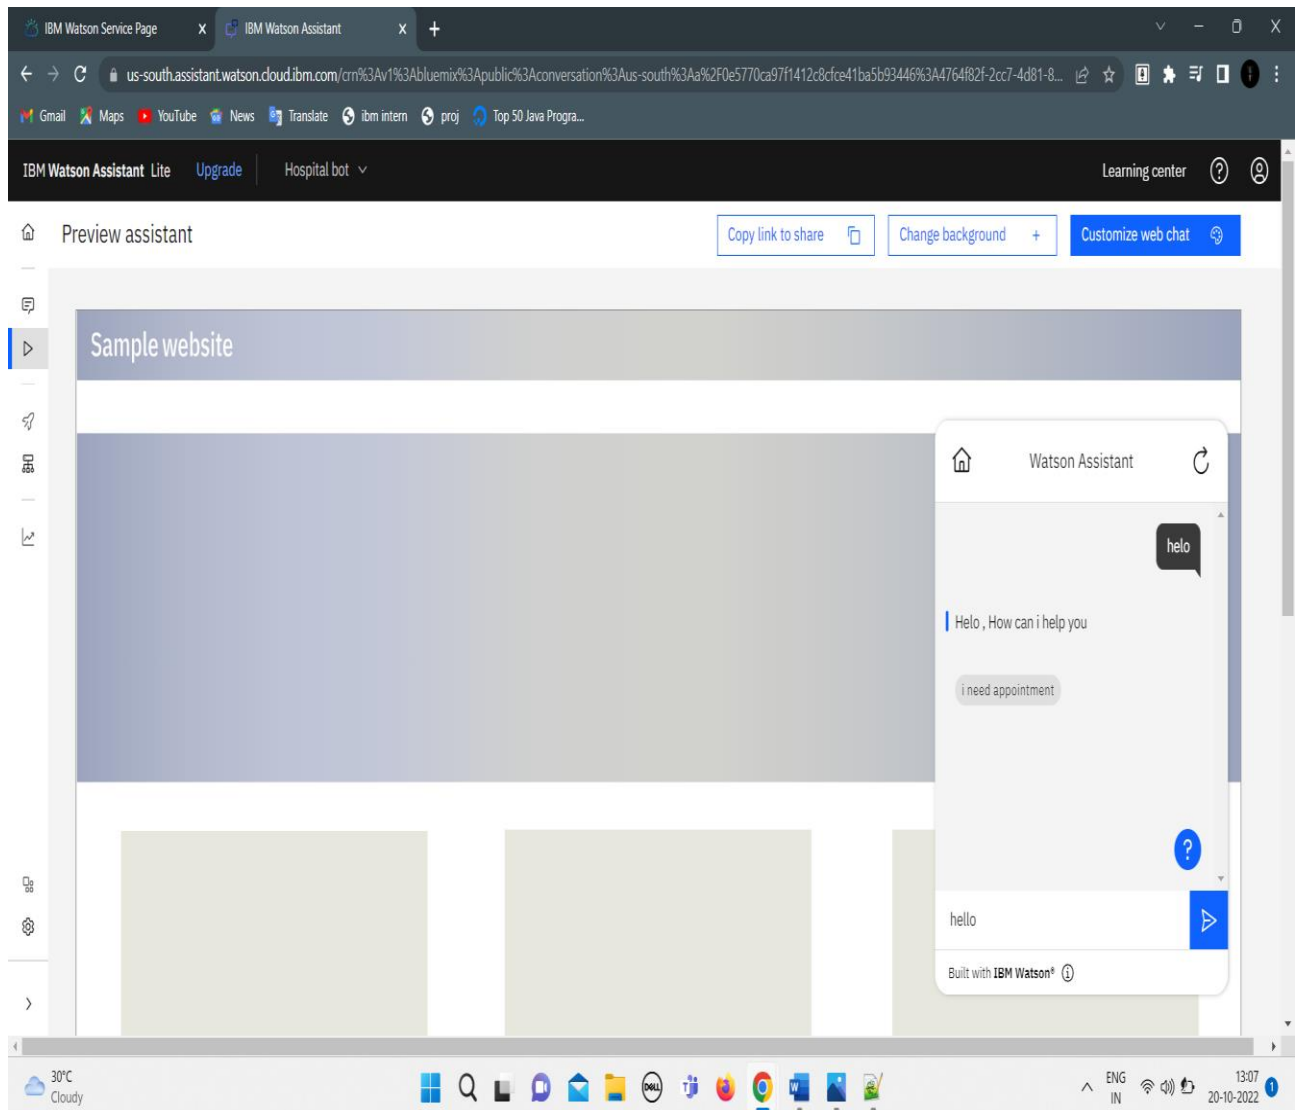 IBM Watson Service Page
IBM Watson Assistant
us-south.assistant.watson.cloud.ibm.com/crn%3Av1%3Abluemix%3Apublic%3Aconversation%3Aus-south%3Aa%2F0e5770ca97f1412c8cfce41ba5b93446%3A4764f82f-2cc7-4d81-8...
Gmail Maps YouTube News Translate ibm intern proj Top 50 Java Progra...
IBM Watson Assistant Lite Upgrade Hospital bot Learning center
Preview assistant Copy link to share Change background + Customize web chat
Sample website
Watson Assistant
helo
Helo , How can i help you
i need appointment
hello
Built with IBM Watson®
30°C
Cloudy
DELL
ENG
IN
13:07
20-10-2022
1